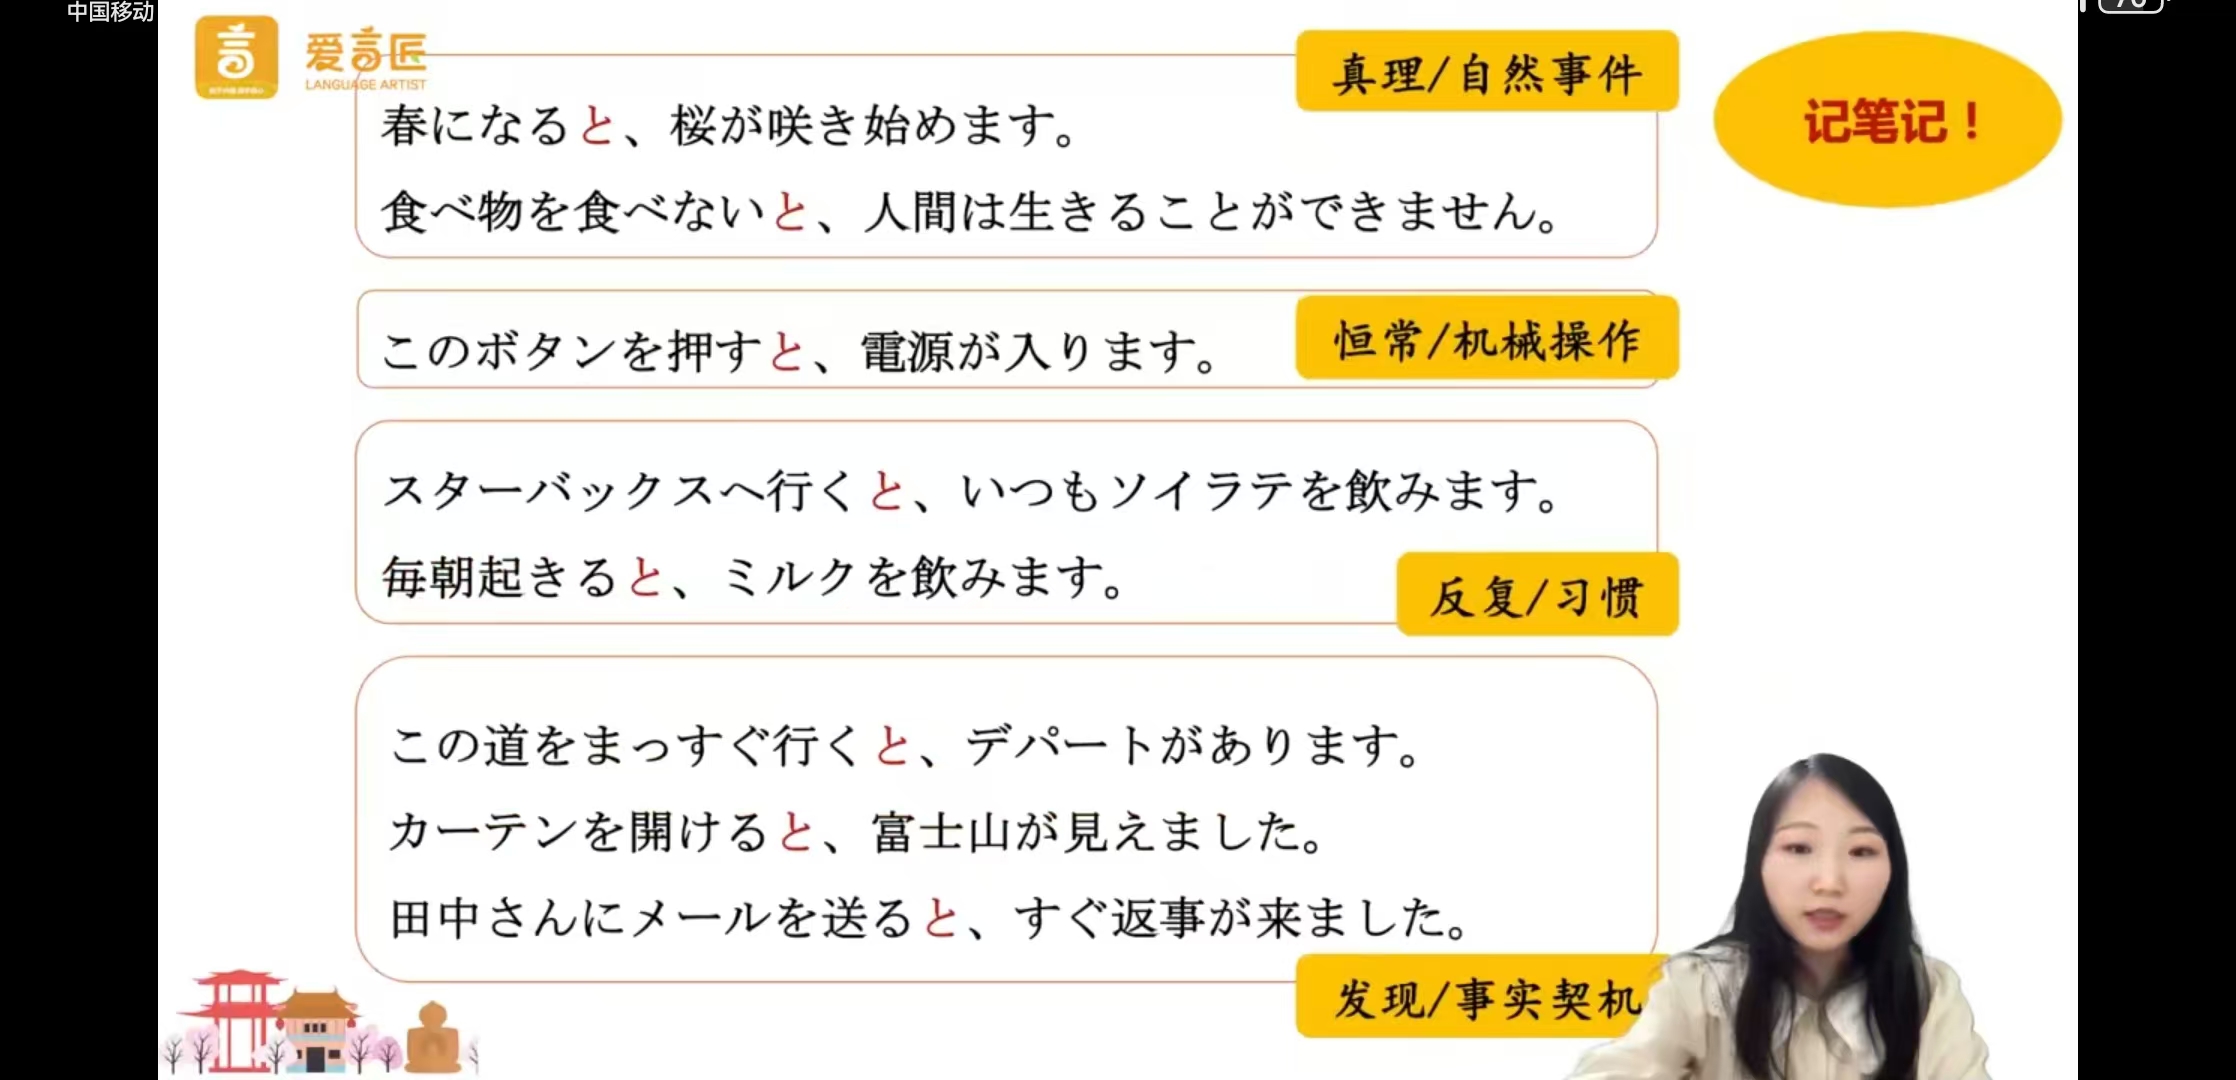 中国移动
爱言匠
LANGUAGE ARTIST
真理/自然事件
记笔记！
春になると、桜が咲き始めます。
食べ物を食べないと、人間は生きることができません。
恒常/机械操作
このボタンを押すと、電源が入ります。
スターバックスへ行くと、いつもソイラテを飲みます。
毎朝起きると、ミルクを飲みます。
反复/习惯
この道をまっすぐ行くと、デパートがあります。
カーテンを開けると、富士山が見えました。
田中さんにメールを送ると、すぐ返事が来ました。
发现/事实契机